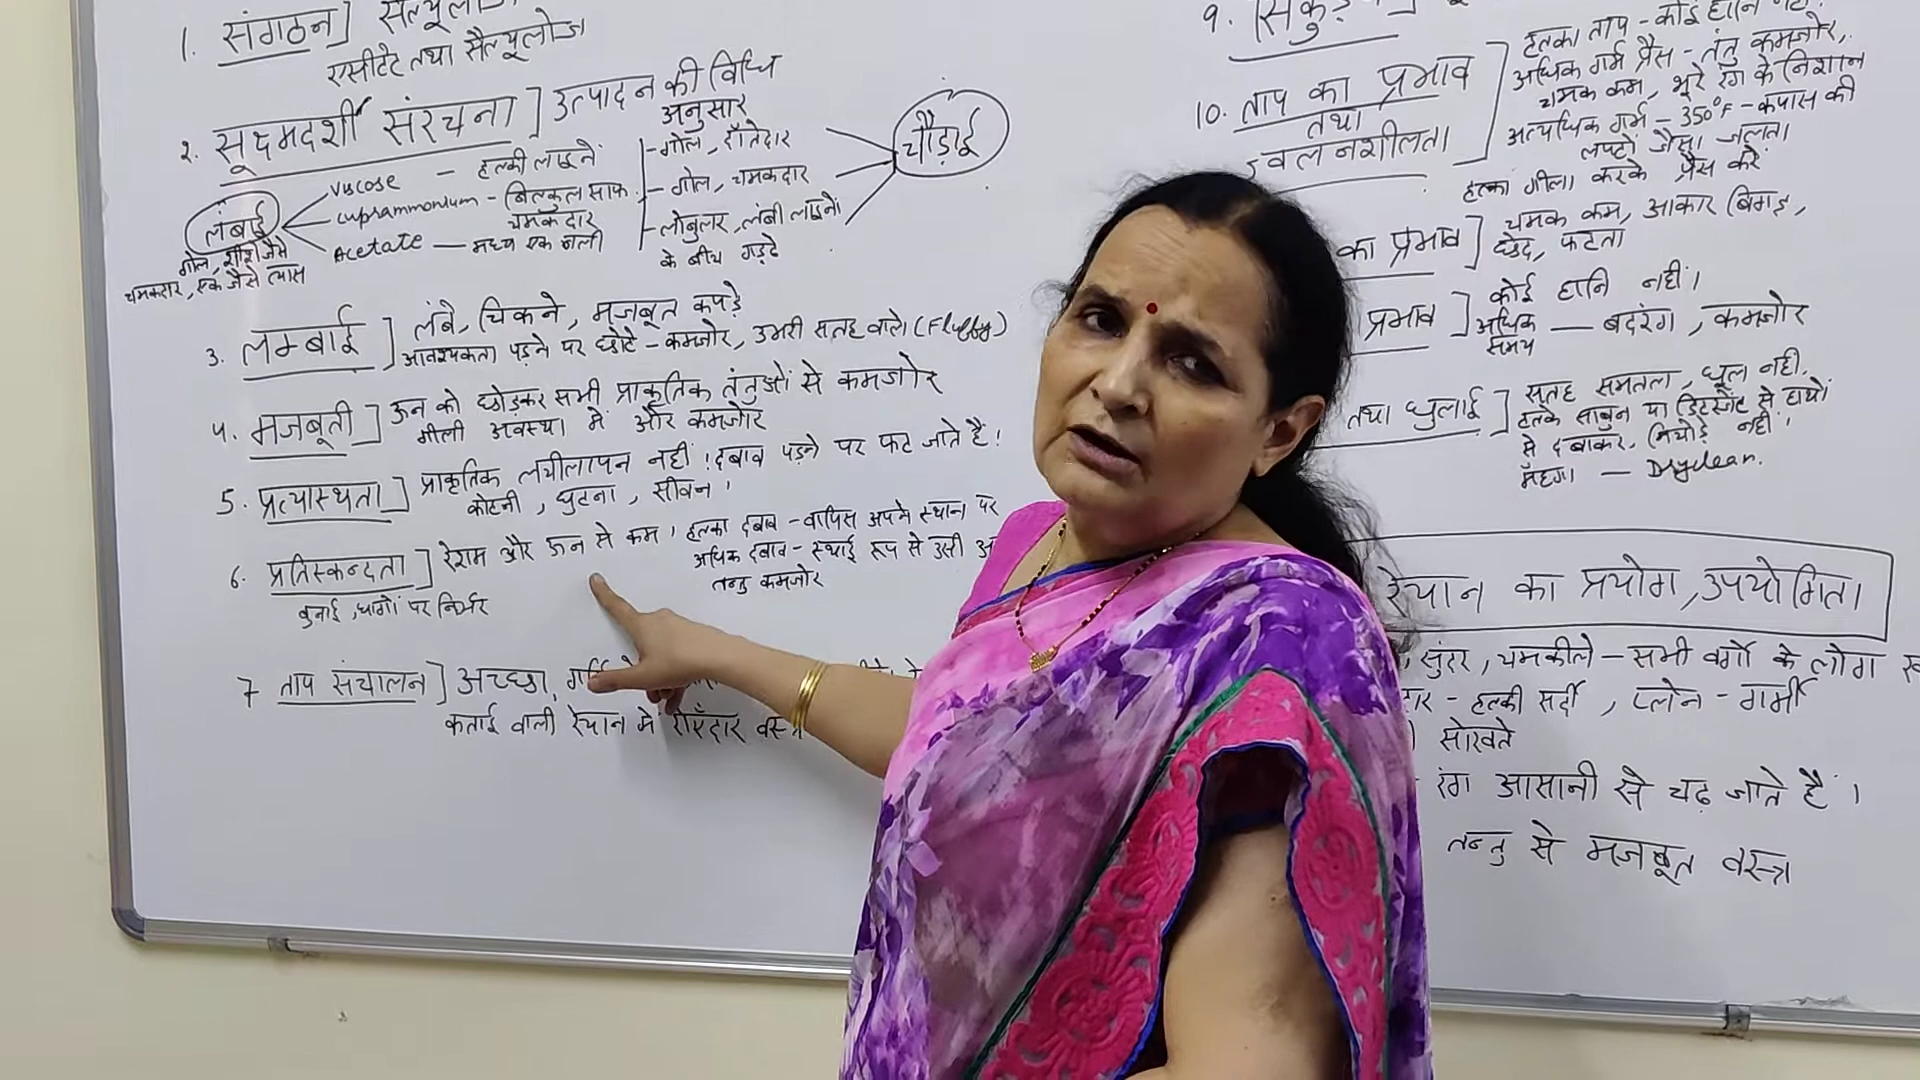 1. संगठन]
एसीटेट तथा सैल्यूलोज
2. सूक्ष्मदर्शी संरचना] उत्पादन की विधि
अनुसार
लंबाई
गोल, शीशे जैसे
चमकदार, एक जैसे व्यास
viscose - हल्की लाइनें
cuprammonium - बिल्कुल साफ
चमकदार
Acetate - मध्य एक नाली
- गोल, दाँतेदार
- गोल, चमकदार
- लोबुलर, लंबी लाइनों
के बीच गड्ढे
चौड़ाई
3. लम्बाई] लंबे, चिकने, मजबूत कपड़े
आवश्यकता पड़ने पर छोटे - कमजोर, उभरी सतह वाले (Fluffy)
4. मजबूती] ऊन को छोड़कर सभी प्राकृतिक तंतुओं से कमजोर
गीली अवस्था में और कमजोर
5. प्रत्यास्थता] प्राकृतिक लचीलापन नहीं। दबाव पड़ने पर फट जाते हैं।
कोहनी, घुटना, सीवन।
6. प्रतिस्कन्दता] रेशम और ऊन से कम, हल्का दबाव - वापिस अपने स्थान पर
अधिक दबाव - स्थाई रूप से उसी
तन्तु कमजोर
बुनाई, धागों पर निर्भर
7 ताप संचालन] अच्छा,
कताई वाली रेयान में रोएँदार वस्त्र
9.
हल्का ताप - कोई हानि
10. ताप का प्रभाव
तथा
ज्वलनशीलता
अधिक गर्म प्रैस - तंतु कमजोर,
चमक कम, भूरे रंग के निशान
अत्यधिक गर्म - 350°F - कपास की
लपटों जैसा जलता
हल्का गीला करके प्रैस करें
का प्रभाव] चमक कम, आकार बिगड़,
छेद, फटता
प्रभाव] कोई हानि नहीं।
अधिक समय — बदरंग, कमजोर
तथा धुलाई] सतह समतल, धूल नहीं,
हल्के साबुन या डिटर्जेंट से हाथों
से दबाकर, निचोड़ें नहीं।
मँहगा — Dryclean.
रेयान का प्रयोग, उपयोगिता
सुंदर, चमकीले - सभी वर्गों के लोग
- हल्की सर्दी, प्लेन - गर्मी
सोखते
रंग आसानी से चढ़ जाते हैं।
तन्तु से मजबूत वस्त्र